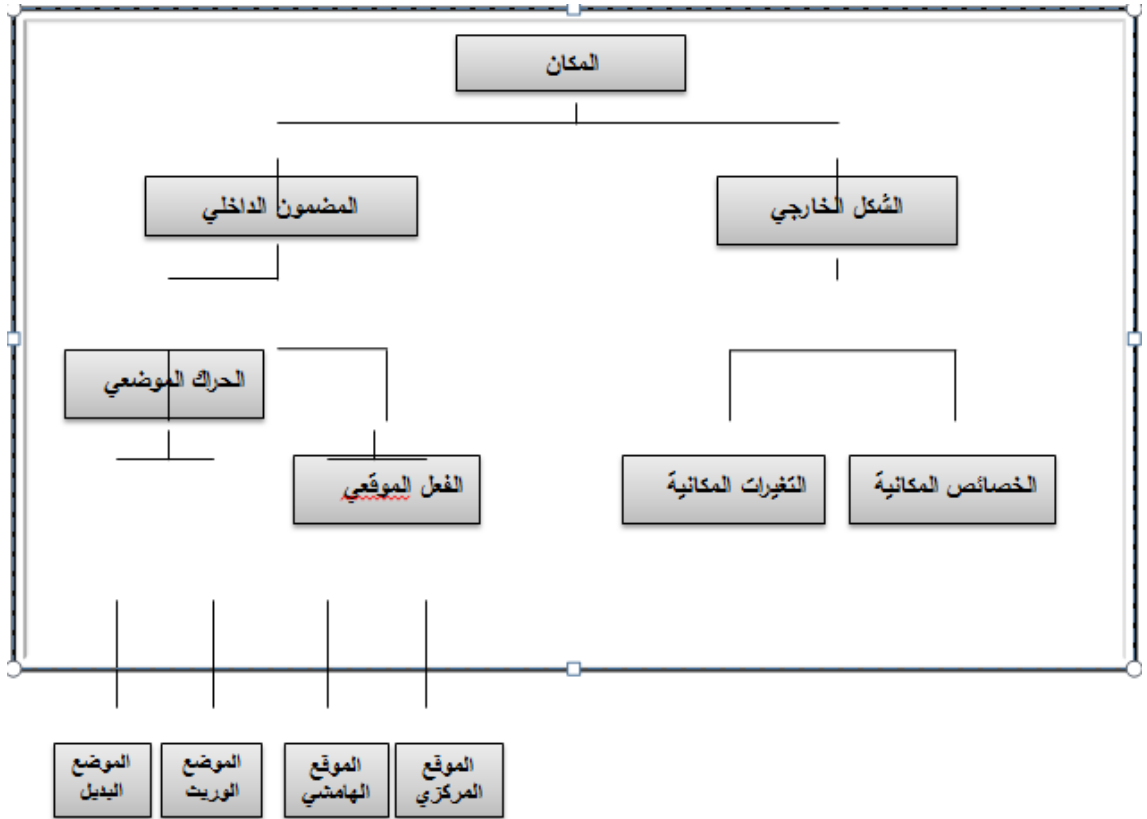 المكان
الشكل الخارجي
المضمون الداخلي
الحراك الموضعي
الخصائص المكانية
التغيرات المكانية
الفعل الموقعي
الموقع
المركزي
الموقع
الهامشي
الموضع
الوريث
الموضع
البديل